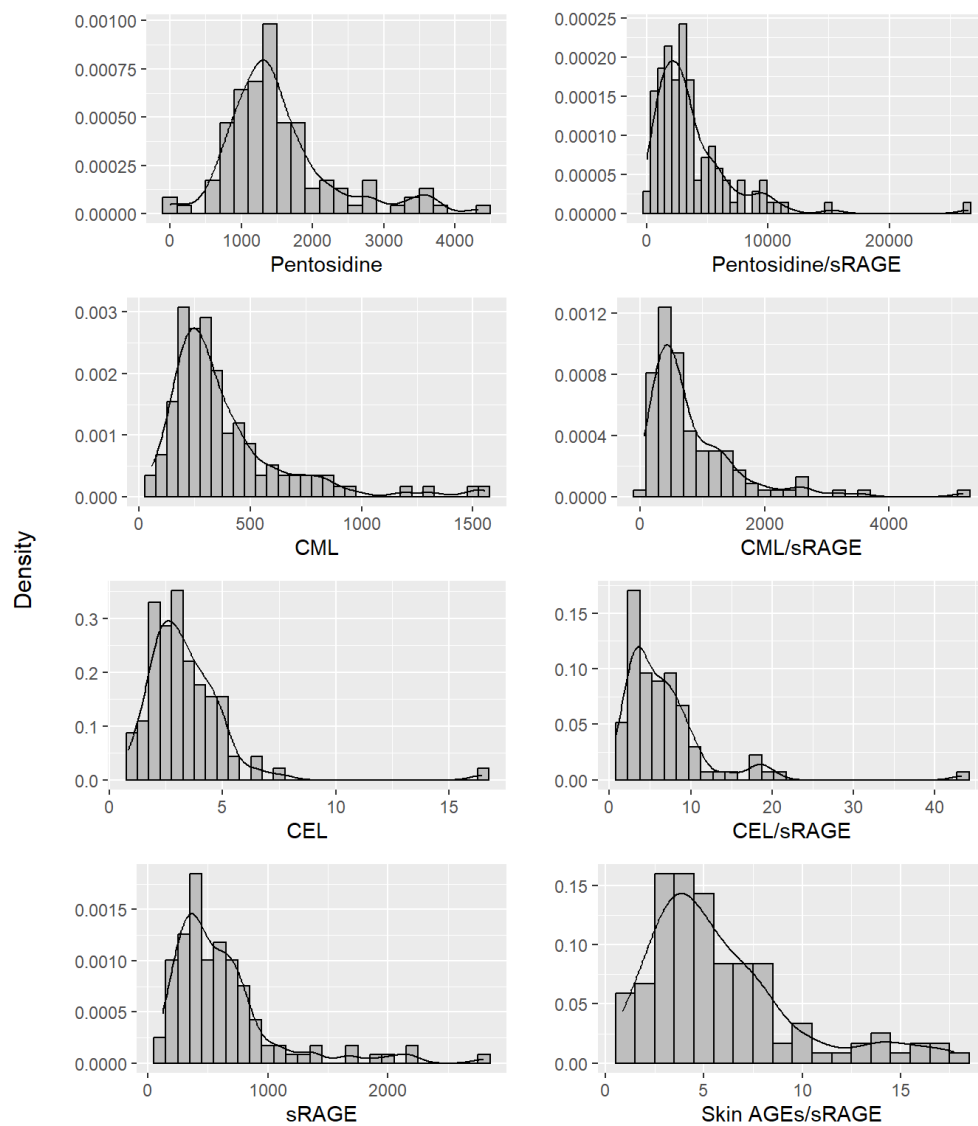 0.00100
0.00075
0.00050
0.00025
0.00000
0 1000 2000 3000 4000
Pentosidine
0.00025
0.00020
0.00015
0.00010
0.00005
0.00000
0 10000 20000
Pentosidine/sRAGE
0.003
0.002
0.001
0.000
0 500 1000 1500
CML
0.0012
0.0008
0.0004
0.0000
0 2000 4000
CML/sRAGE
Density
0.3
0.2
0.1
0.0
0 5 10 15
CEL
0.15
0.10
0.05
0.00
0 10 20 30 40
CEL/sRAGE
0.0015
0.0010
0.0005
0.0000
0 1000 2000
sRAGE
0.15
0.10
0.05
0.00
0 5 10 15
Skin AGEs/sRAGE